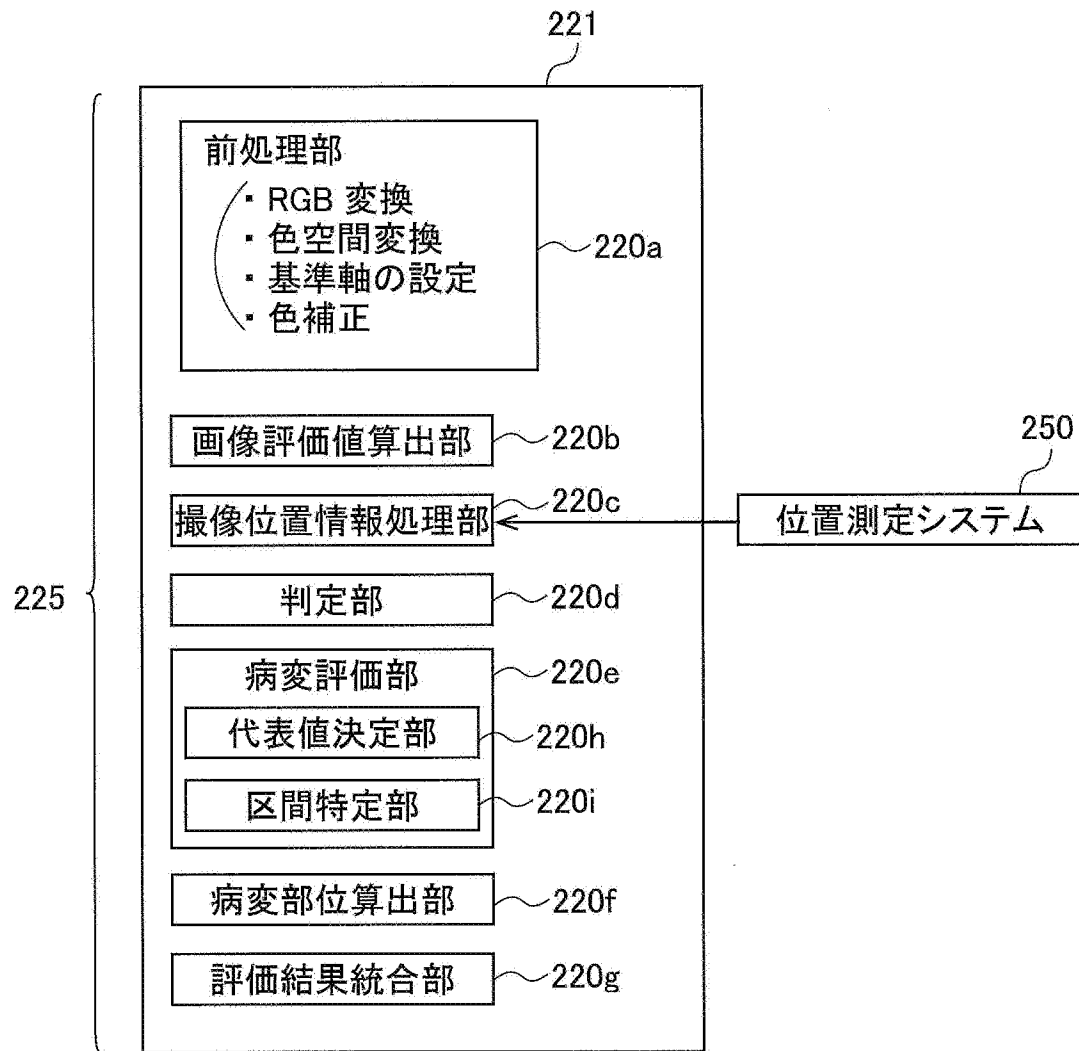 221
前処理部
・RGB 変換
・色空間変換
・基準軸の設定
・色補正
220a
画像評価値算出部
220b
撮像位置情報処理部
220c
250
位置測定システム
225
判定部
220d
病変評価部
220e
代表値決定部
220h
区間特定部
220i
病変部位算出部
220f
評価結果統合部
220g